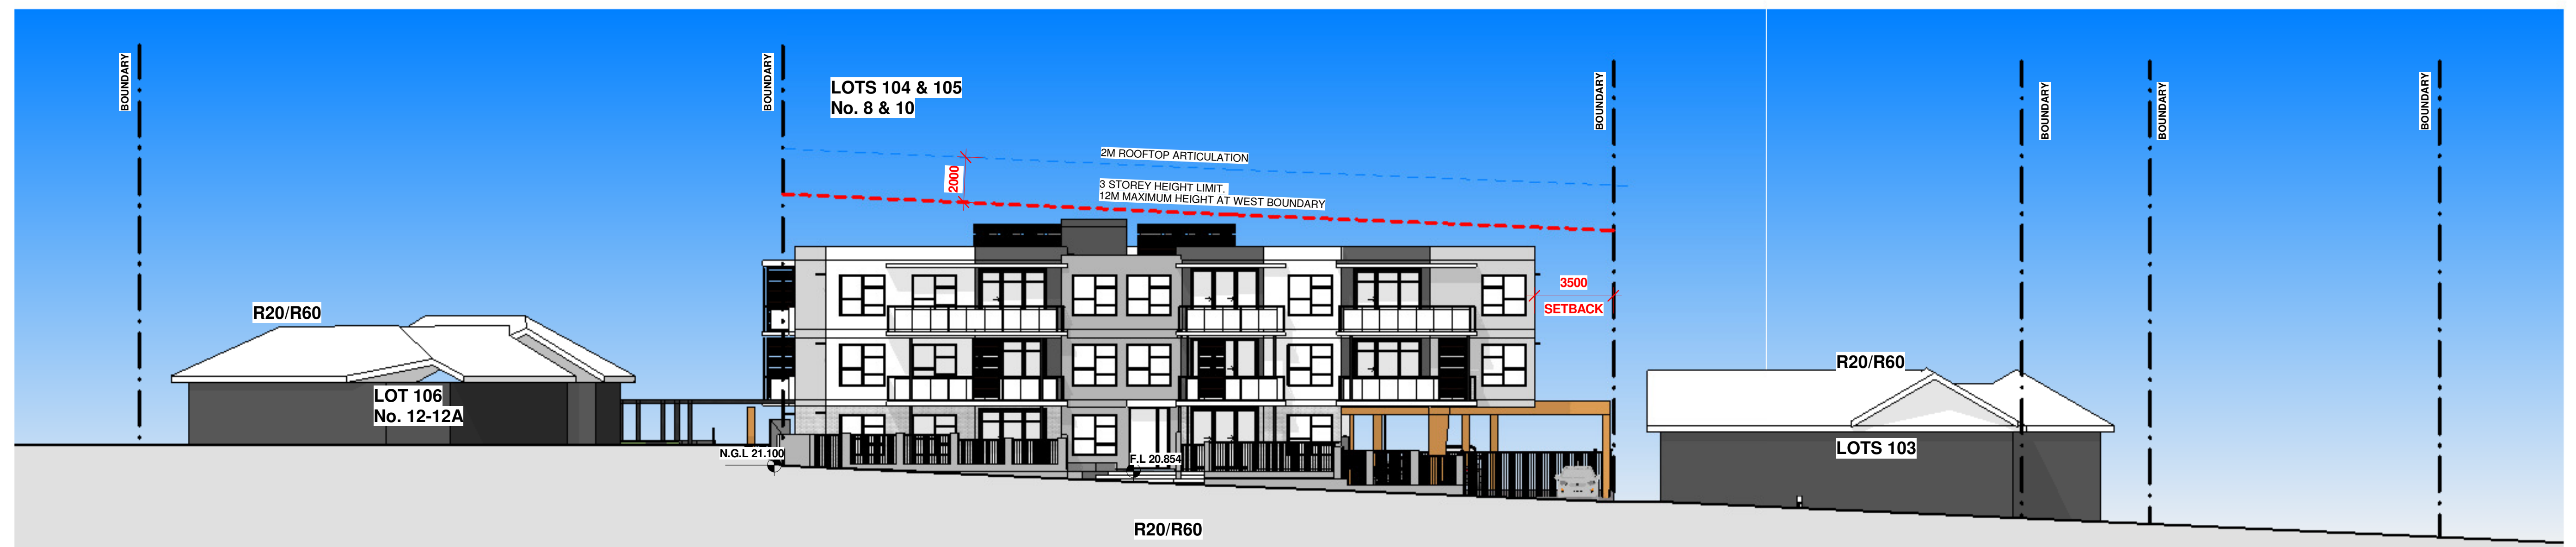 BOUNDARY
BOUNDARY
LOTS 104 & 105
No. 8 & 10
BOUNDARY
BOUNDARY
BOUNDARY
BOUNDARY
2M ROOFTOP ARTICULATION
2000
3 STOREY HEIGHT LIMIT.
12M MAXIMUM HEIGHT AT WEST BOUNDARY
3500
SETBACK
R20/R60
LOT 106
No. 12-12A
R20/R60
LOTS 103
N.G.L 21.100
F.L 20.854
R20/R60